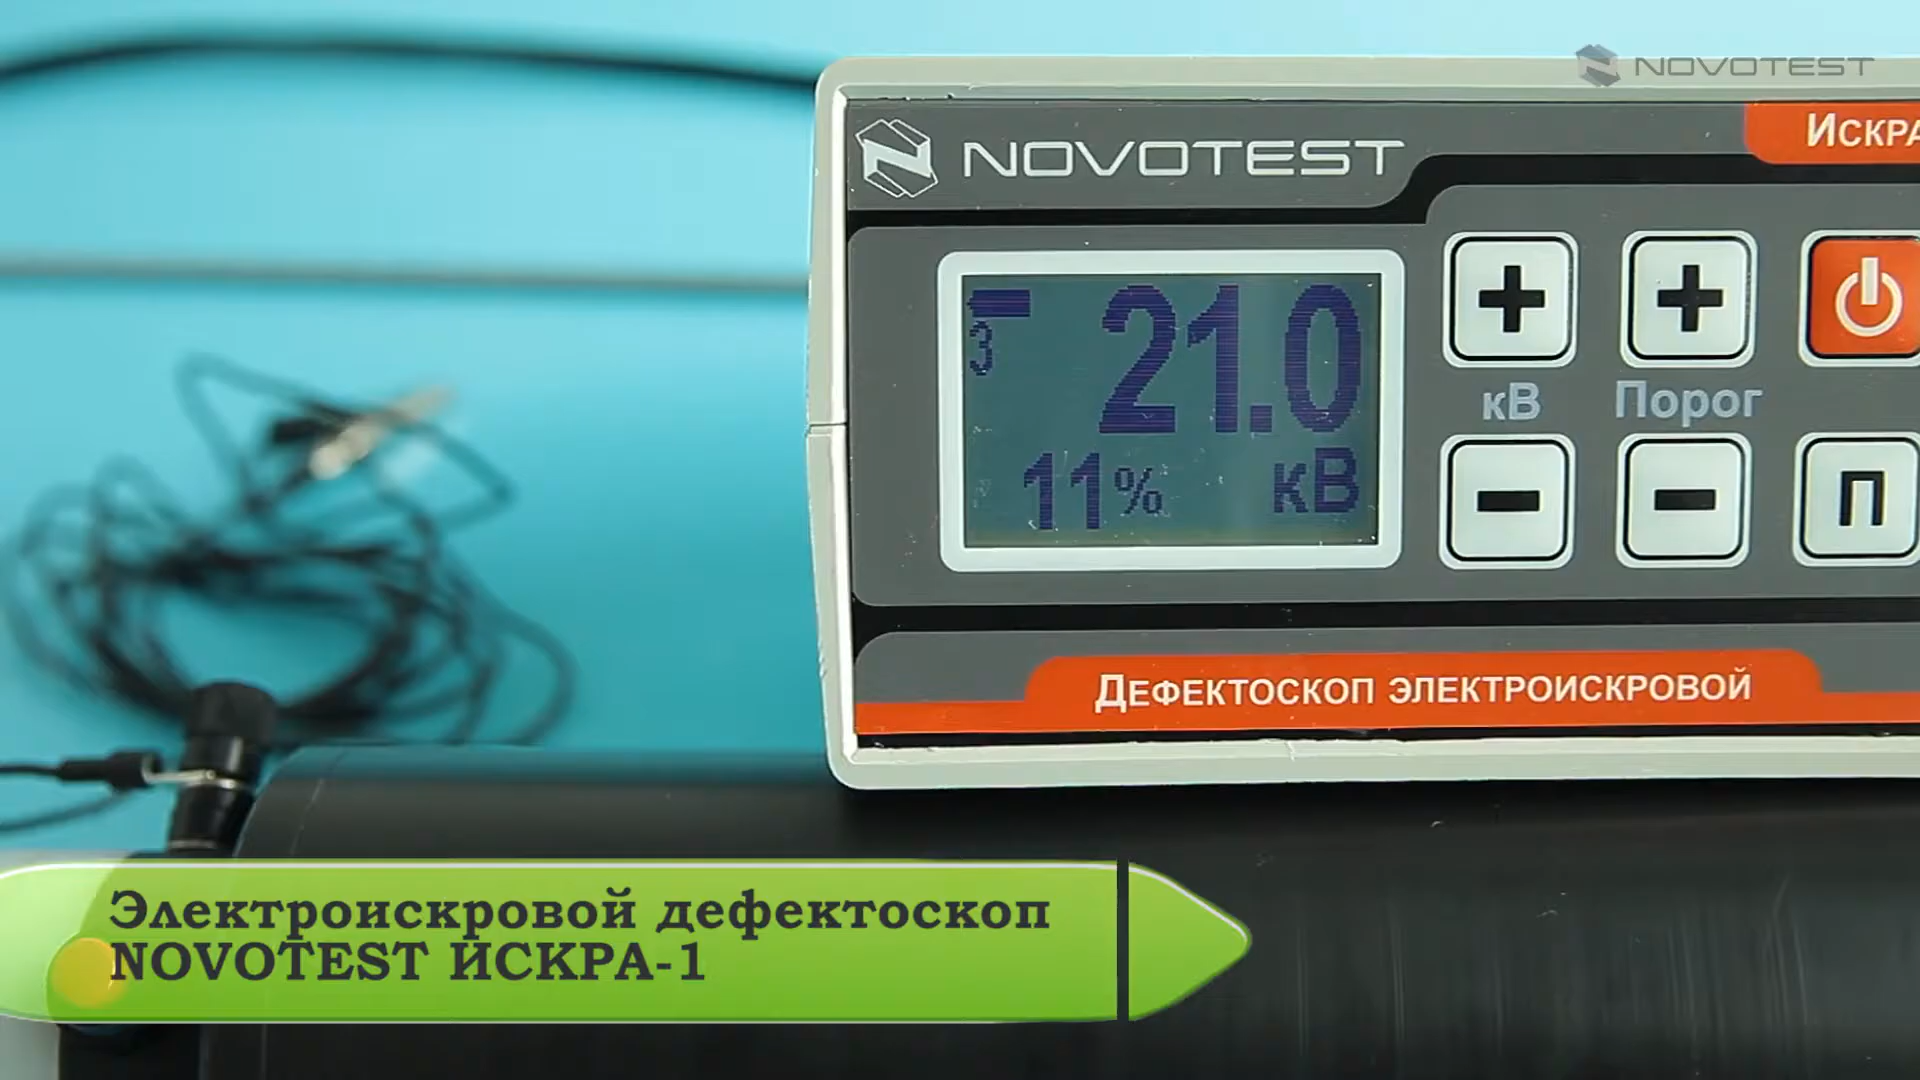 NOVOTEST
NOVOTEST
ИСКРА
3
21.0
11% кВ
кВ
Порог
П
ДЕФЕКТОСКОП ЭЛЕКТРОИСКРОВОЙ
Электроискровой дефектоскоп
NOVOTEST ИСКРА-1